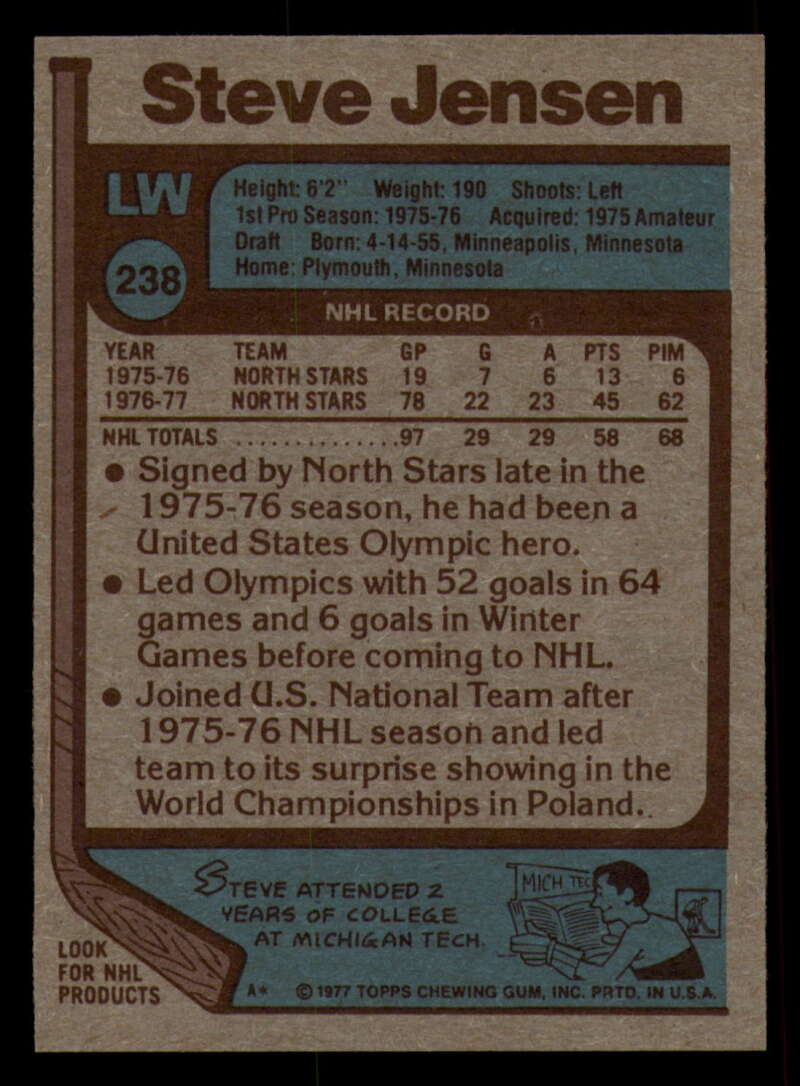 Steve Jensen
LW
238
Height: 6'2" Weight: 190 Shoots: Left
1st Pro Season: 1975-76 Acquired: 1975 Amateur
Draft Born: 4-14-55, Minneapolis, Minnesota
Home: Plymouth, Minnesota
NHL RECORD
YEAR TEAM GP G A PTS PIM
1975-76 NORTH STARS 19 7 6 13 6
1976-77 NORTH STARS 78 22 23 45 62
NHL TOTALS ..............97 29 29 58 68
● Signed by North Stars late in the
1975-76 season, he had been a
United States Olympic hero.
● Led Olympics with 52 goals in 64
games and 6 goals in Winter
Games before coming to NHL.
● Joined U.S. National Team after
1975-76 NHL season and led
team to its surprise showing in the
World Championships in Poland.
STEVE ATTENDED 2
YEARS OF COLLEGE
AT MICHIGAN TECH.
MICH TEC
LOOK
FOR NHL
PRODUCTS
A* © 1977 TOPPS CHEWING GUM, INC. PRTD. IN U.S.A.